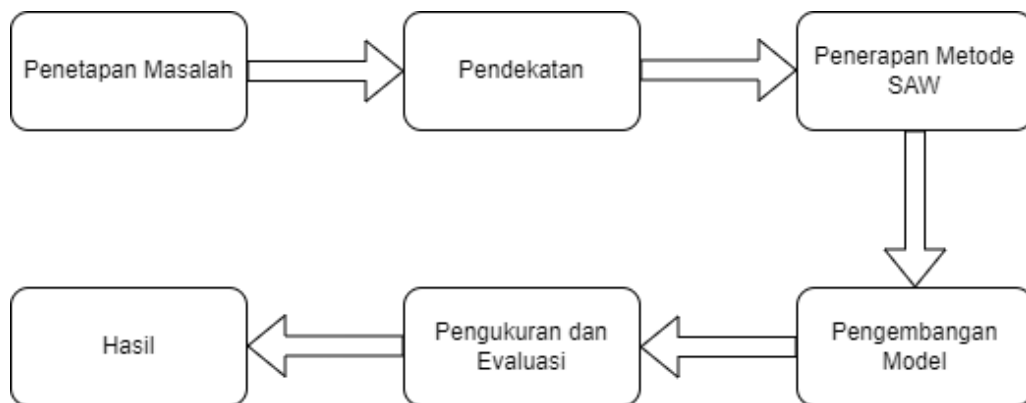 Penetapan Masalah
Pendekatan
Penerapan Metode
SAW
Pengembangan
Model
Pengukuran dan
Evaluasi
Hasil